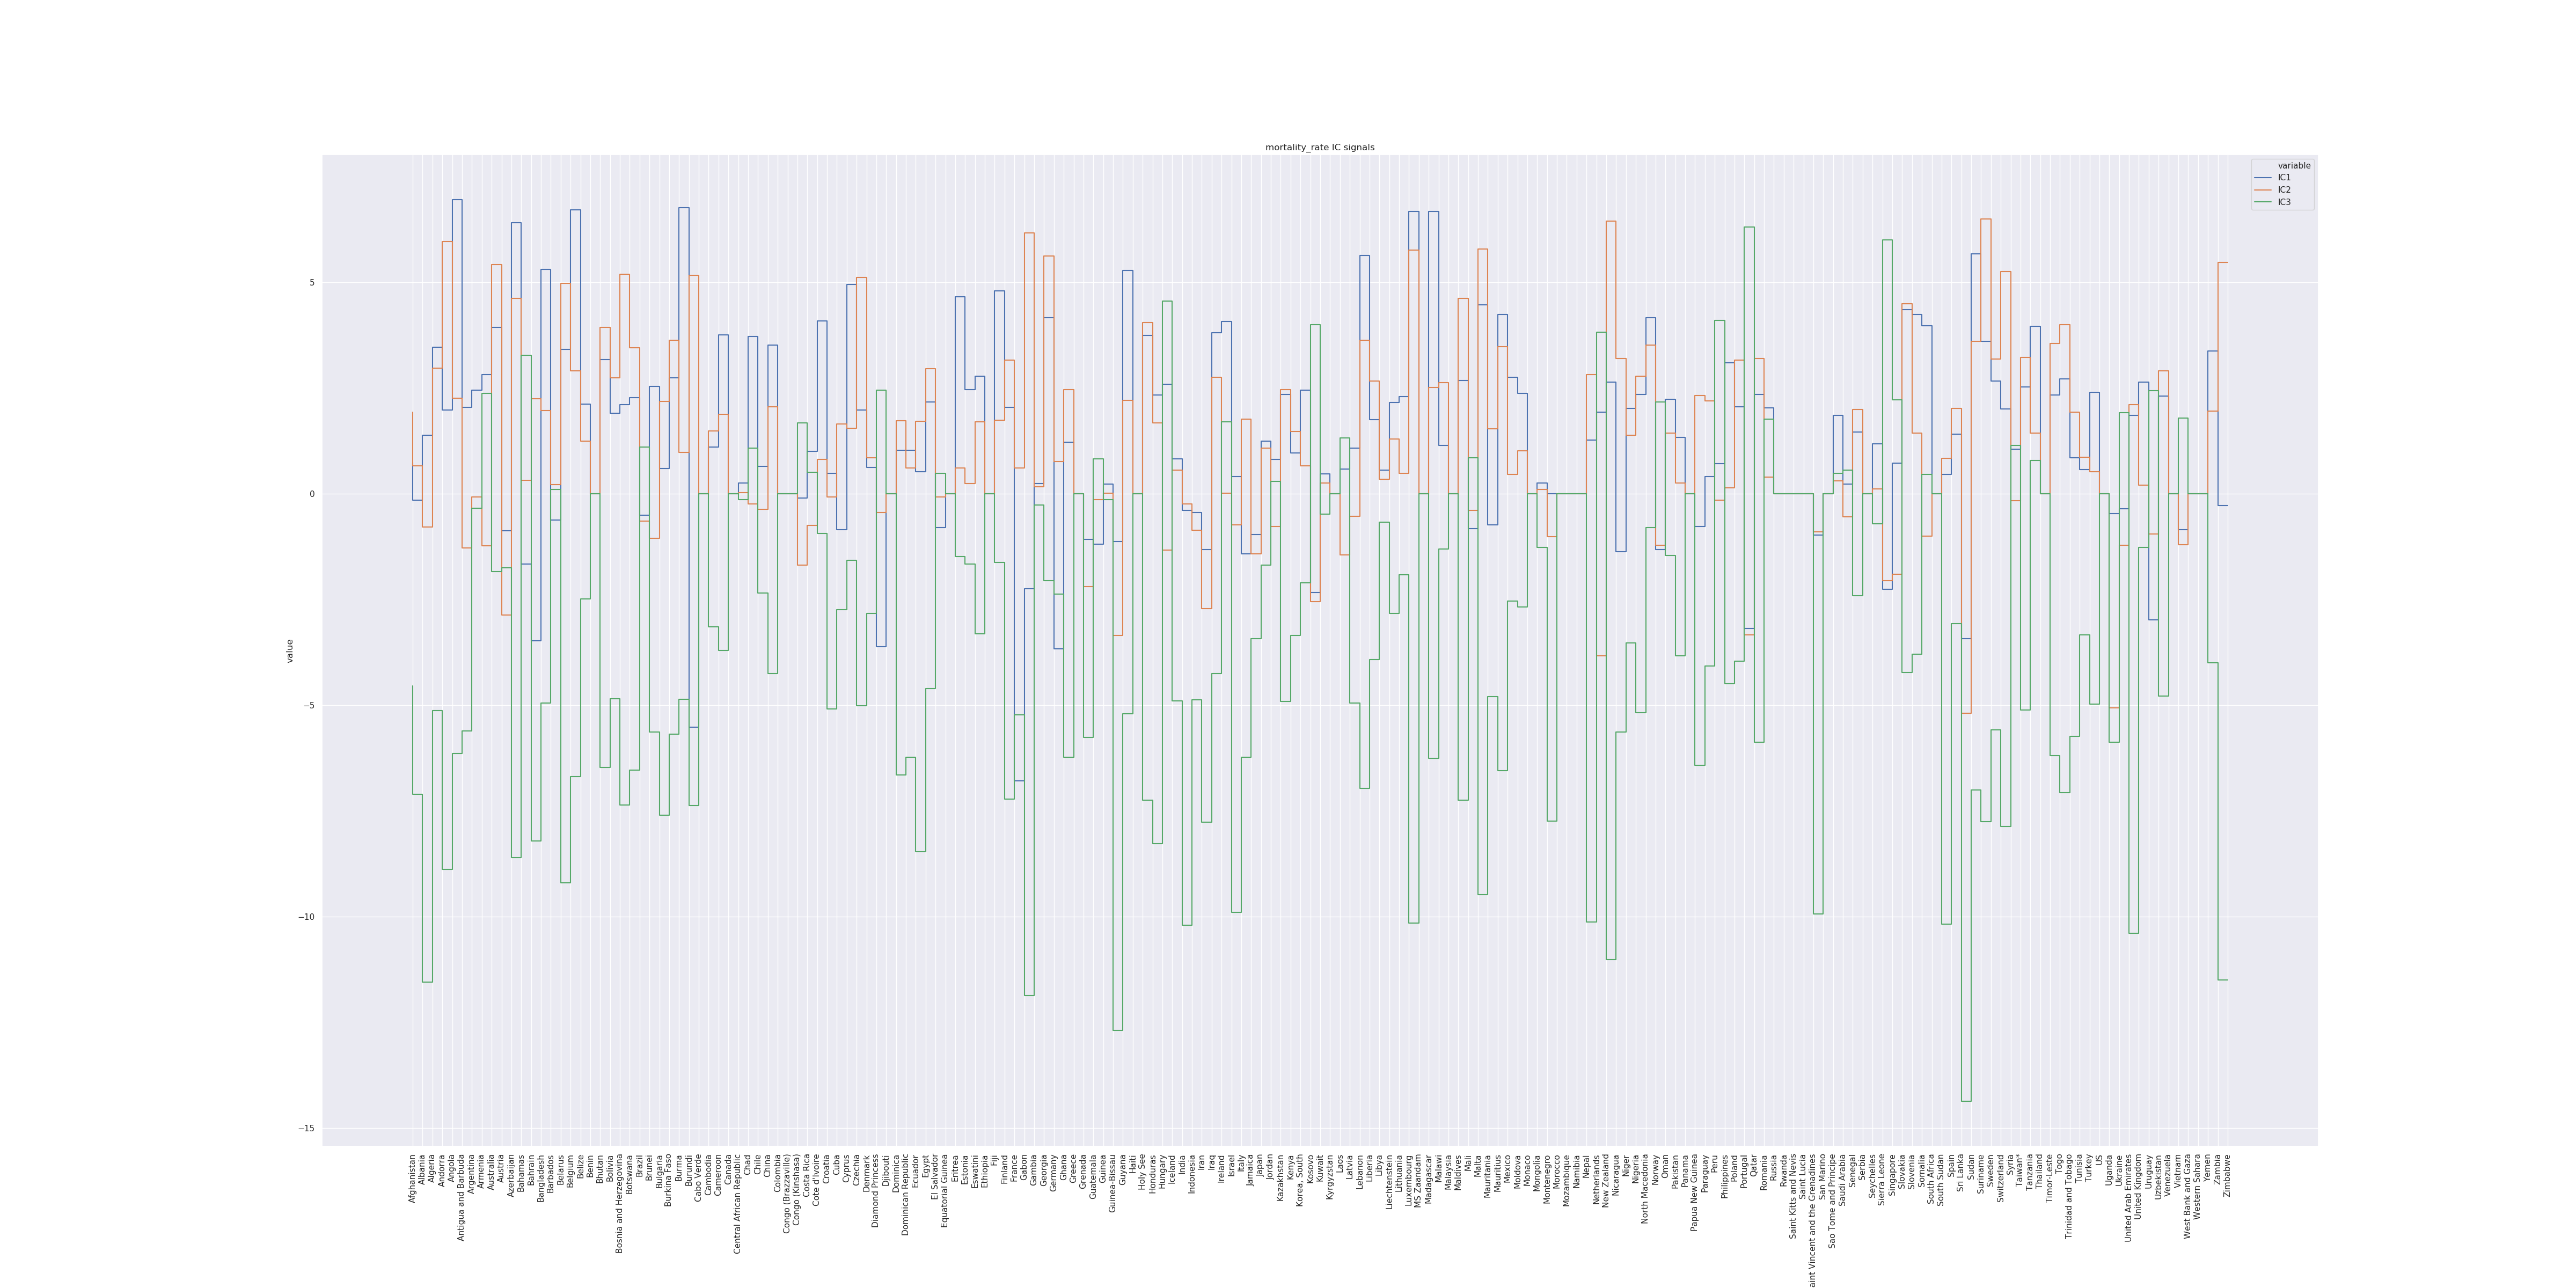 mortality_rate IC signals
variable
IC1
IC2
IC3
value
5
0
−5
−10
−15
Afghanistan
Albania
Algeria
Andorra
Angola
Antigua and Barbuda
Argentina
Armenia
Australia
Austria
Azerbaijan
Bahamas
Bahrain
Bangladesh
Barbados
Belarus
Belgium
Belize
Benin
Bhutan
Bolivia
Bosnia and Herzegovina
Botswana
Brazil
Brunei
Bulgaria
Burkina Faso
Burma
Burundi
Cabo Verde
Cambodia
Cameroon
Canada
Central African Republic
Chad
Chile
China
Colombia
Congo (Brazzaville)
Congo (Kinshasa)
Costa Rica
Cote d'Ivoire
Croatia
Cuba
Cyprus
Czechia
Denmark
Diamond Princess
Djibouti
Dominica
Dominican Republic
Ecuador
Egypt
El Salvador
Equatorial Guinea
Eritrea
Estonia
Eswatini
Ethiopia
Fiji
Finland
France
Gabon
Gambia
Georgia
Germany
Ghana
Greece
Grenada
Guatemala
Guinea
Guinea-Bissau
Guyana
Haiti
Holy See
Honduras
Hungary
Iceland
India
Indonesia
Iran
Iraq
Ireland
Israel
Italy
Jamaica
Japan
Jordan
Kazakhstan
Kenya
Korea, South
Kosovo
Kuwait
Kyrgyzstan
Laos
Latvia
Lebanon
Liberia
Libya
Liechtenstein
Lithuania
Luxembourg
MS Zaandam
Madagascar
Malawi
Malaysia
Maldives
Mali
Malta
Mauritania
Mauritius
Mexico
Moldova
Monaco
Mongolia
Montenegro
Morocco
Mozambique
Namibia
Nepal
Netherlands
New Zealand
Nicaragua
Niger
Nigeria
North Macedonia
Norway
Oman
Pakistan
Panama
Papua New Guinea
Paraguay
Peru
Philippines
Poland
Portugal
Qatar
Romania
Russia
Rwanda
Saint Kitts and Nevis
Saint Lucia
aint Vincent and the Grenadines
San Marino
Sao Tome and Principe
Saudi Arabia
Senegal
Serbia
Seychelles
Sierra Leone
Singapore
Slovakia
Slovenia
Somalia
South Africa
South Sudan
Spain
Sri Lanka
Sudan
Suriname
Sweden
Switzerland
Syria
Taiwan*
Tanzania
Thailand
Timor-Leste
Togo
Trinidad and Tobago
Tunisia
Turkey
US
Uganda
Ukraine
United Arab Emirates
United Kingdom
Uruguay
Uzbekistan
Venezuela
Vietnam
West Bank and Gaza
Western Sahara
Yemen
Zambia
Zimbabwe